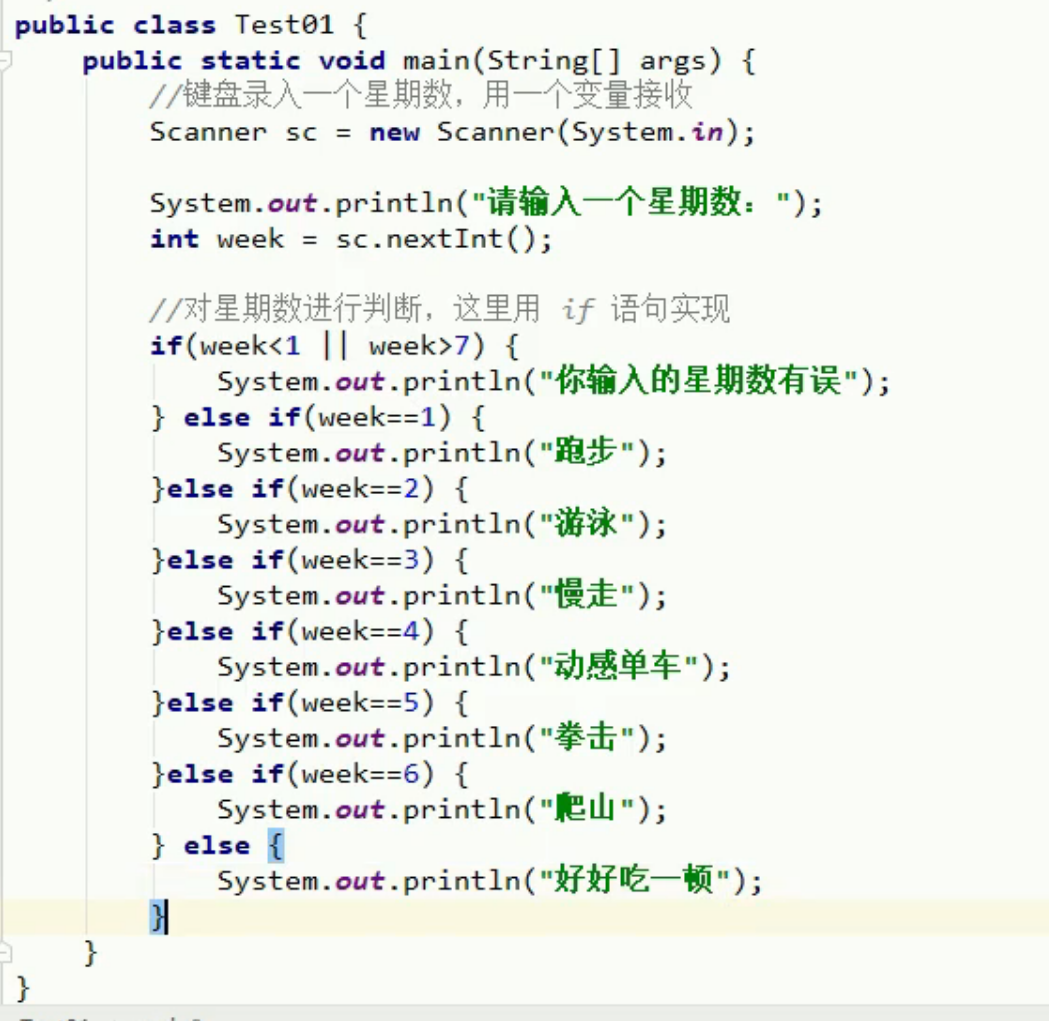 public class Test01 {
    public static void main(String[] args) {
        //键盘录入一个星期数，用一个变量接收
        Scanner sc = new Scanner(System.in);
        System.out.println("请输入一个星期数：");
        int week = sc.nextInt();
        //对星期数进行判断，这里用 if 语句实现
        if(week<1 || week>7) {
            System.out.println("你输入的星期数有误");
        } else if(week==1) {
            System.out.println("跑步");
        }else if(week==2) {
            System.out.println("游泳");
        }else if(week==3) {
            System.out.println("慢走");
        }else if(week==4) {
            System.out.println("动感单车");
        }else if(week==5) {
            System.out.println("拳击");
        }else if(week==6) {
            System.out.println("爬山");
        } else {
            System.out.println("好好吃一顿");
        }
    }
}